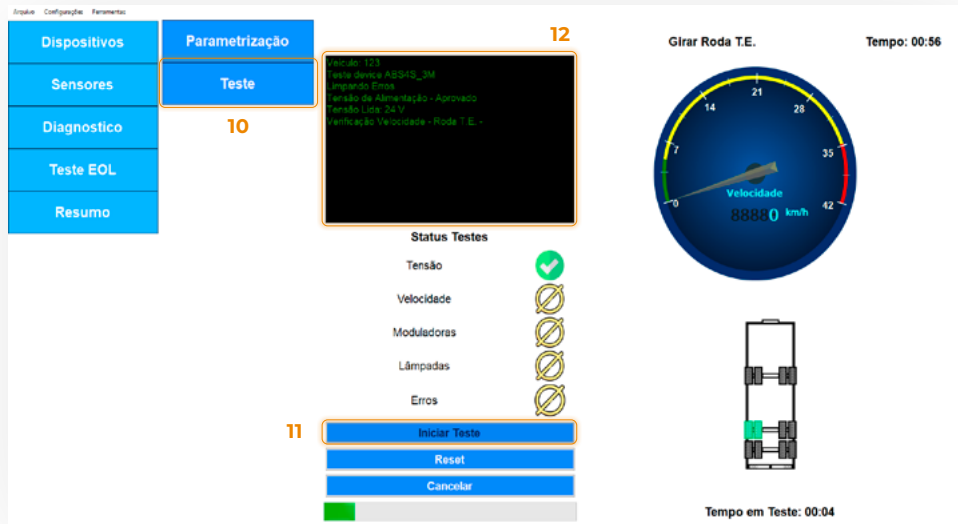 Arquivo Configurações Ferramentas
Dispositivos
Sensores
Diagnostico
Teste EOL
Resumo
Parametrização
Teste
10
12
Veiculo: 123
Teste device ABS4S_3M
Limpando Erros
Tensão de Alimentação - Aprovado
Tensão Lida: 24 V
Verificação Velocidade - Roda T.E. -
Status Testes
Tensão
Velocidade
Moduladoras
Lâmpadas
Erros
11
Iniciar Teste
Reset
Cancelar
Girar Roda T.E.
Tempo: 00:56
0
7
14
21
28
35
42
Velocidade
88880 km/h
Tempo em Teste: 00:04